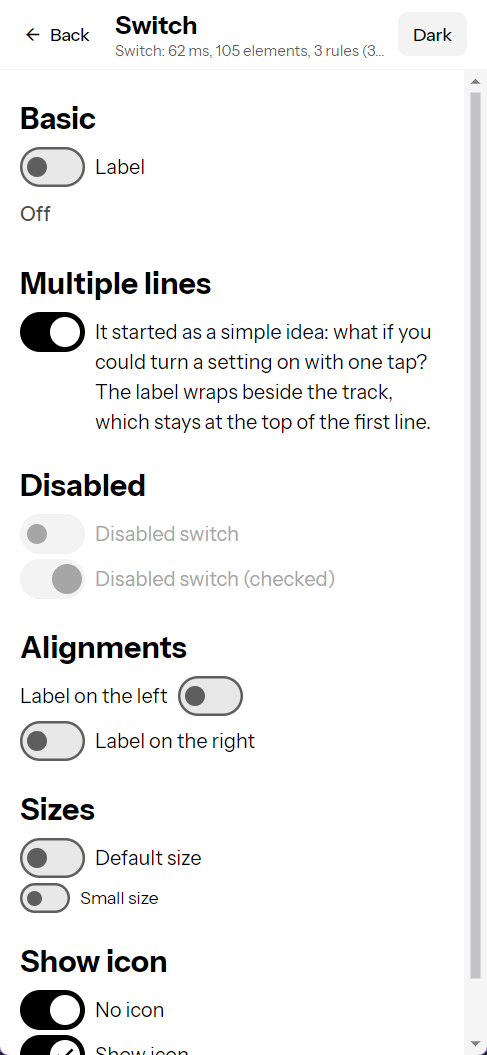 Back
Switch
Switch: 62 ms, 105 elements, 3 rules (3...
Dark
Basic
Label
Off
Multiple lines
It started as a simple idea: what if you
could turn a setting on with one tap?
The label wraps beside the track,
which stays at the top of the first line.
Disabled
Disabled switch
Disabled switch (checked)
Alignments
Label on the left
Label on the right
Sizes
Default size
Small size
Show icon
No icon
Show icon